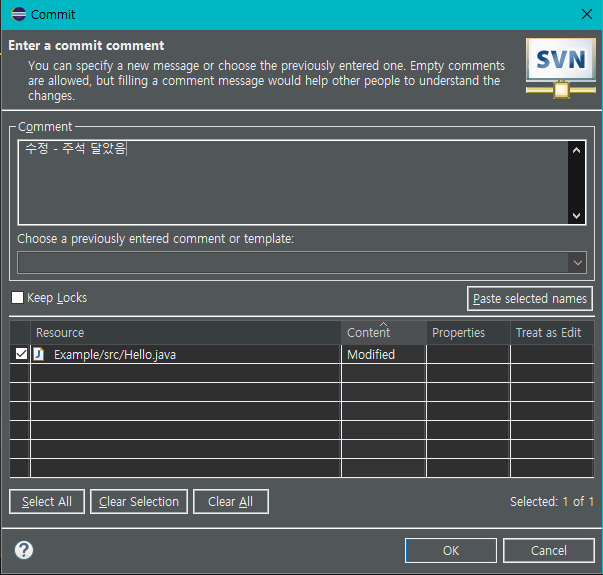 Commit
Enter a commit comment
You can specify a new message or choose the previously entered one. Empty comments
are allowed, but filling a comment message would help other people to understand the
changes.
SVN
Comment
수정 - 주석 달았음
Choose a previously entered comment or template:
Keep Locks
Paste selected names
Resource Content Properties Treat as Edit
Example/src/Hello.java Modified
Select All Clear Selection Clear All Selected: 1 of 1
OK Cancel